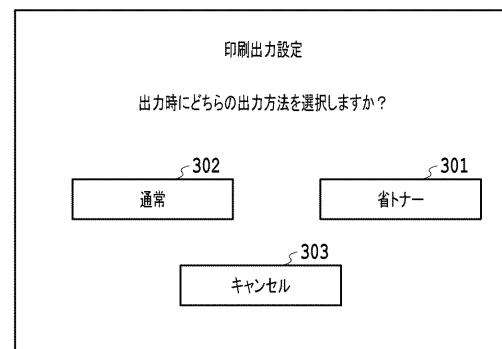 印刷出力設定
出力時にどちらの出力方法を選択しますか？
302
301
通常
省トナー
303
キャンセル